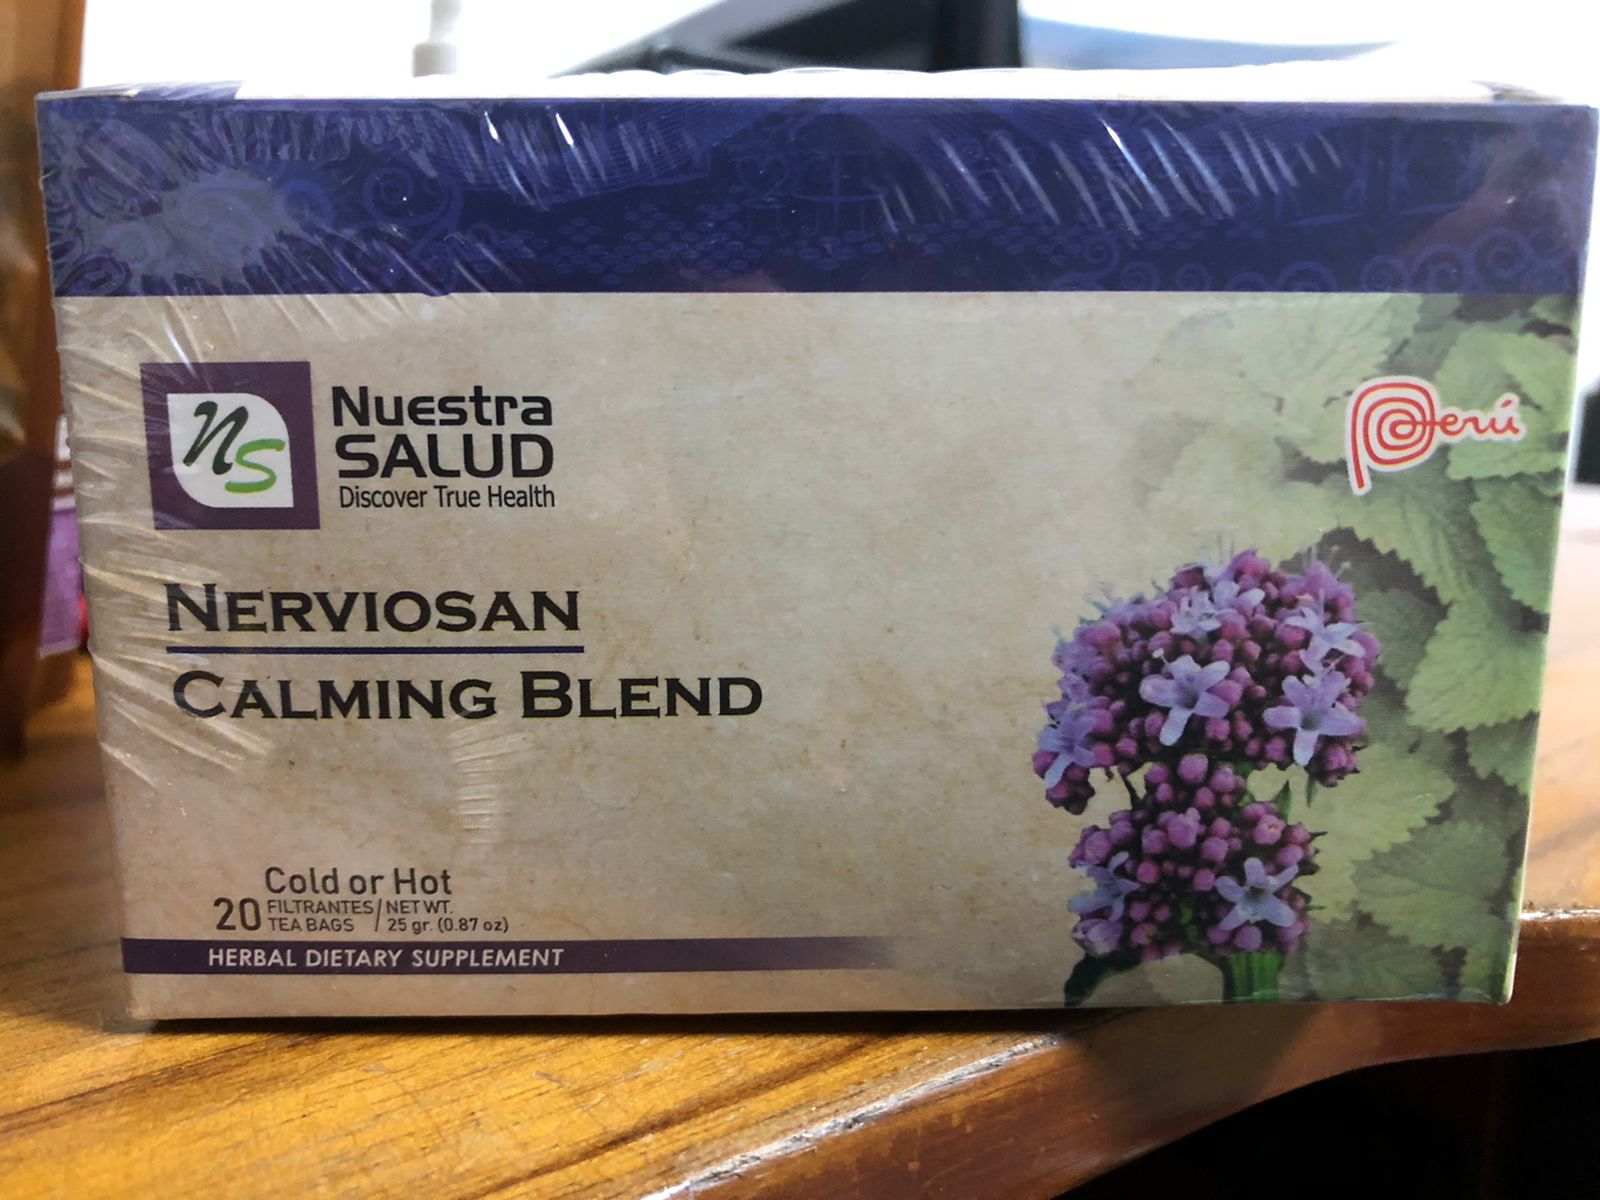 NS
Nuestra
SALUD
Discover True Health
Perú
NERVIOSAN
CALMING BLEND
Cold or Hot
20 FILTRANTES / NET WT.
TEA BAGS / 25 gr. (0.87 oz)
HERBAL DIETARY SUPPLEMENT